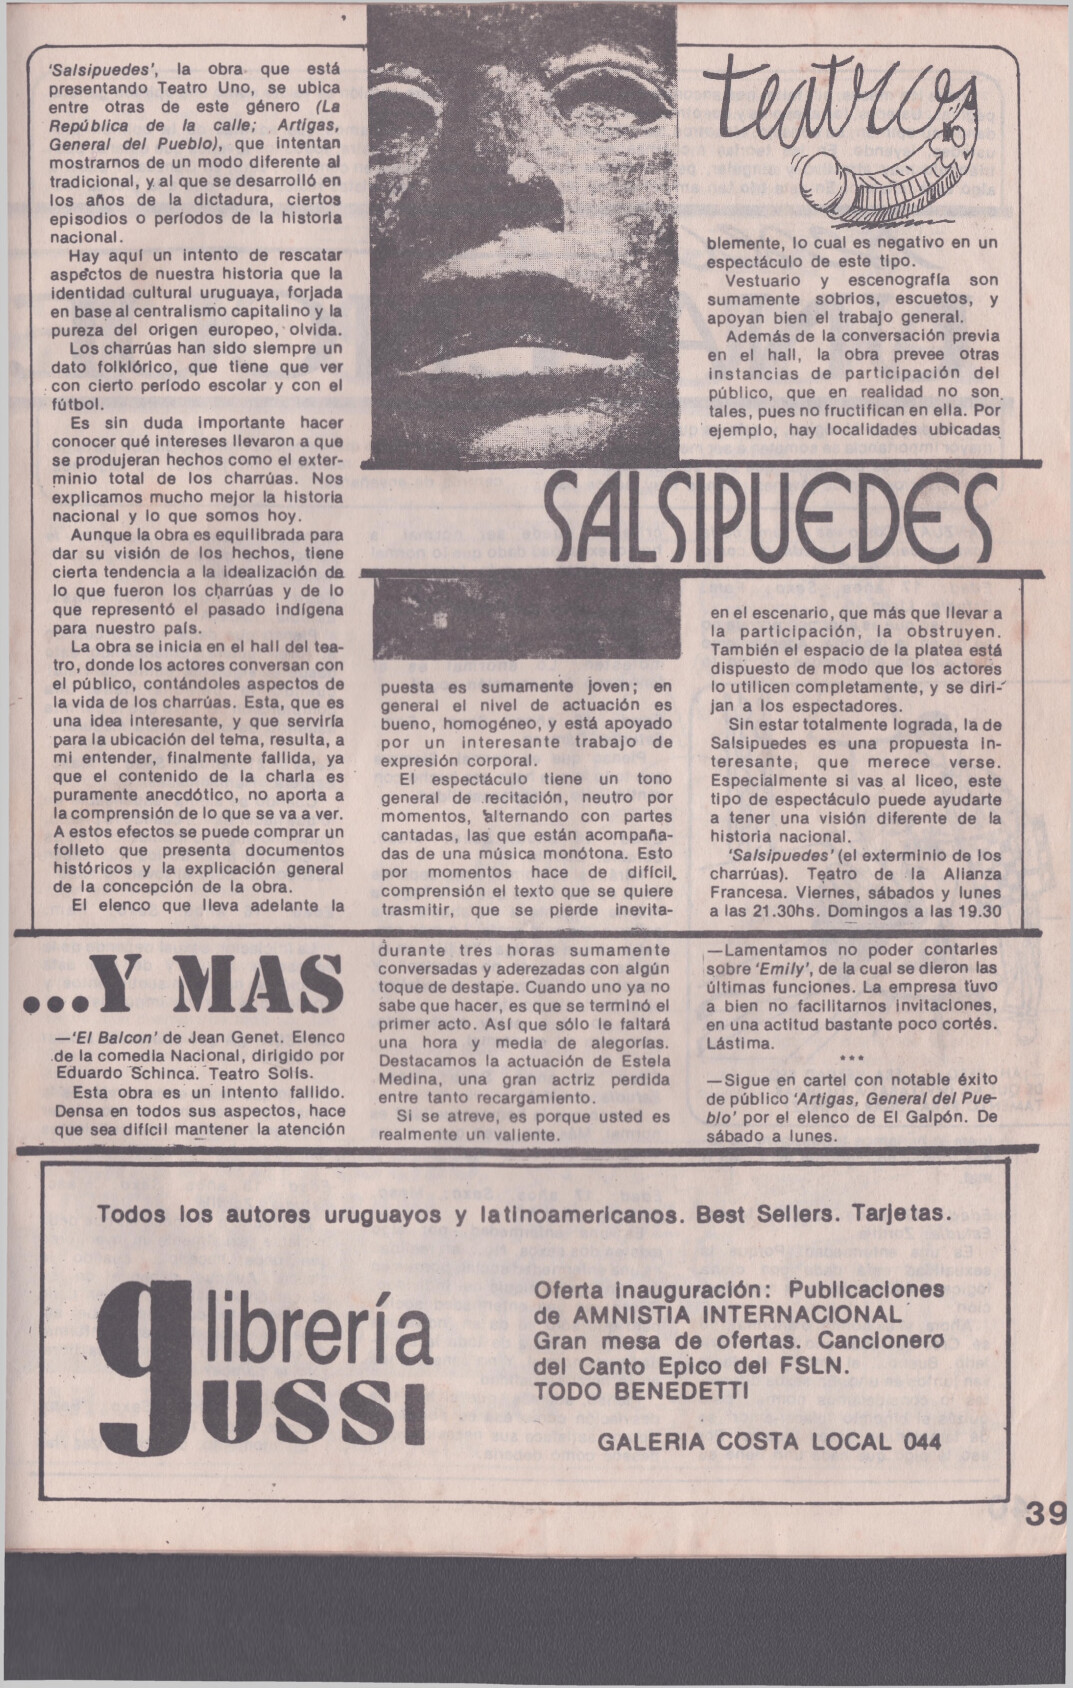 teatros
SALSIPUEDES
'Salsipuedes', la obra que está
presentando Teatro Uno, se ubica
entre otras de este género (La
República de la calle; Artigas,
General del Pueblo), que intentan
mostrarnos de un modo diferente al
tradicional, y al que se desarrolló en
los años de la dictadura, ciertos
episodios o períodos de la historia
nacional.
Hay aquí un intento de rescatar
aspectos de nuestra historia que la
identidad cultural uruguaya, forjada
en base al centralismo capitalino y la
pureza del origen europeo, olvida.
Los charrúas han sido siempre un
dato folklórico, que tiene que ver
con cierto período escolar y con el
fútbol.
Es sin duda importante hacer
conocer qué intereses llevaron a que
se produjeran hechos como el exter-
minio total de los charrúas. Nos
explicamos mucho mejor la historia
nacional y lo que somos hoy.
Aunque la obra es equilibrada para
dar su visión de los hechos, tiene
cierta tendencia a la idealización de
lo que fueron los charrúas y de lo
que representó el pasado indígena
para nuestro país.
La obra se inicia en el hall del tea-
tro, donde los actores conversan con
el público, contándoles aspectos de
la vida de los charrúas. Esta, que es
una idea interesante, y que serviría
para la ubicación del tema, resulta, a
mi entender, finalmente fallida, ya
que el contenido de la charla es
puramente anecdótico, no aporta a
la comprensión de lo que se va a ver.
A estos efectos se puede comprar un
folleto que presenta documentos
históricos y la explicación general
de la concepción de la obra.
El elenco que lleva adelante la
puesta es sumamente joven; en
general el nivel de actuación es
bueno, homogéneo, y está apoyado
por un interesante trabajo de
expresión corporal.
El espectáculo tiene un tono
general de recitación, neutro por
momentos, alternando con partes
cantadas, las que están acompaña-
das de una música monótona. Esto
por momentos hace de difícil
comprensión el texto que se quiere
trasmitir, que se pierde inevita-
blemente, lo cual es negativo en un
espectáculo de este tipo.
Vestuario y escenografía son
sumamente sobrios, escuetos, y
apoyan bien el trabajo general.
Además de la conversación previa
en el hall, la obra prevee otras
instancias de participación del
público, que en realidad no son
tales, pues no fructifican en ella. Por
ejemplo, hay localidades ubicadas
en el escenario, que más que llevar a
la participación, la obstruyen.
También el espacio de la platea está
dispuesto de modo que los actores
lo utilicen completamente, y se diri-
jan a los espectadores.
Sin estar totalmente lograda, la de
Salsipuedes es una propuesta in-
teresante, que merece verse.
Especialmente si vas al liceo, este
tipo de espectáculo puede ayudarte
a tener una visión diferente de la
historia nacional.
'Salsipuedes' (el exterminio de los
charrúas). Teatro de la Alianza
Francesa. Viernes, sábados y lunes
a las 21.30hs. Domingos a las 19.30
...Y MAS
—'El Balcon' de Jean Genet. Elenco
de la comedia Nacional, dirigido por
Eduardo Schinca. Teatro Solís.
Esta obra es un intento fallido.
Densa en todos sus aspectos, hace
que sea difícil mantener la atención
durante tres horas sumamente
conversadas y aderezadas con algún
toque de destape. Cuando uno ya no
sabe que hacer, es que se terminó el
primer acto. Así que sólo le faltará
una hora y media de alegorías.
Destacamos la actuación de Estela
Medina, una gran actriz perdida
entre tanto recargamiento.
Si se atreve, es porque usted es
realmente un valiente.
—Lamentamos no poder contarles
sobre 'Emily', de la cual se dieron las
últimas funciones. La empresa tuvo
a bien no facilitarnos invitaciones,
en una actitud bastante poco cortés.
Lástima.
***
—Sigue en cartel con notable éxito
de público 'Artigas, General del Pue-
blo' por el elenco de El Galpón. De
sábado a lunes.
Todos los autores uruguayos y latinoamericanos. Best Sellers. Tarjetas.
librería
gussi
Oferta inauguración: Publicaciones
de AMNISTIA INTERNACIONAL
Gran mesa de ofertas. Cancionero
del Canto Epico del FSLN.
TODO BENEDETTI
GALERIA COSTA LOCAL 044
39